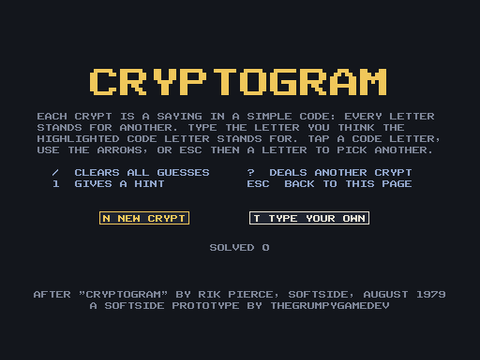 CRYPTOGRAM
EACH CRYPT IS A SAYING IN A SIMPLE CODE: EVERY LETTER
STANDS FOR ANOTHER. TYPE THE LETTER YOU THINK THE
HIGHLIGHTED CODE LETTER STANDS FOR. TAP A CODE LETTER,
USE THE ARROWS, OR ESC THEN A LETTER TO PICK ANOTHER.
/ CLEARS ALL GUESSES ? DEALS ANOTHER CRYPT
1 GIVES A HINT ESC BACK TO THIS PAGE
N NEW CRYPT T TYPE YOUR OWN
SOLVED 0
AFTER "CRYPTOGRAM" BY RIK PIERCE, SOFTSIDE, AUGUST 1979
A SOFTSIDE PROTOTYPE BY THEGRUMPYGAMEDEV